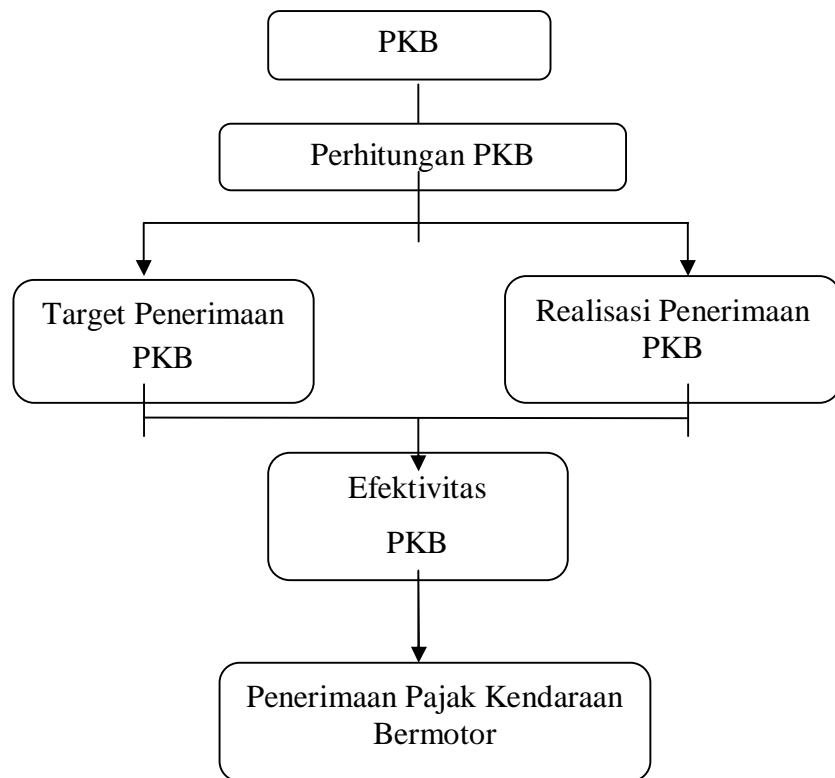 PKB
Perhitungan PKB
Target Penerimaan
PKB
Realisasi Penerimaan
PKB
Efektivitas
PKB
Penerimaan Pajak Kendaraan
Bermotor